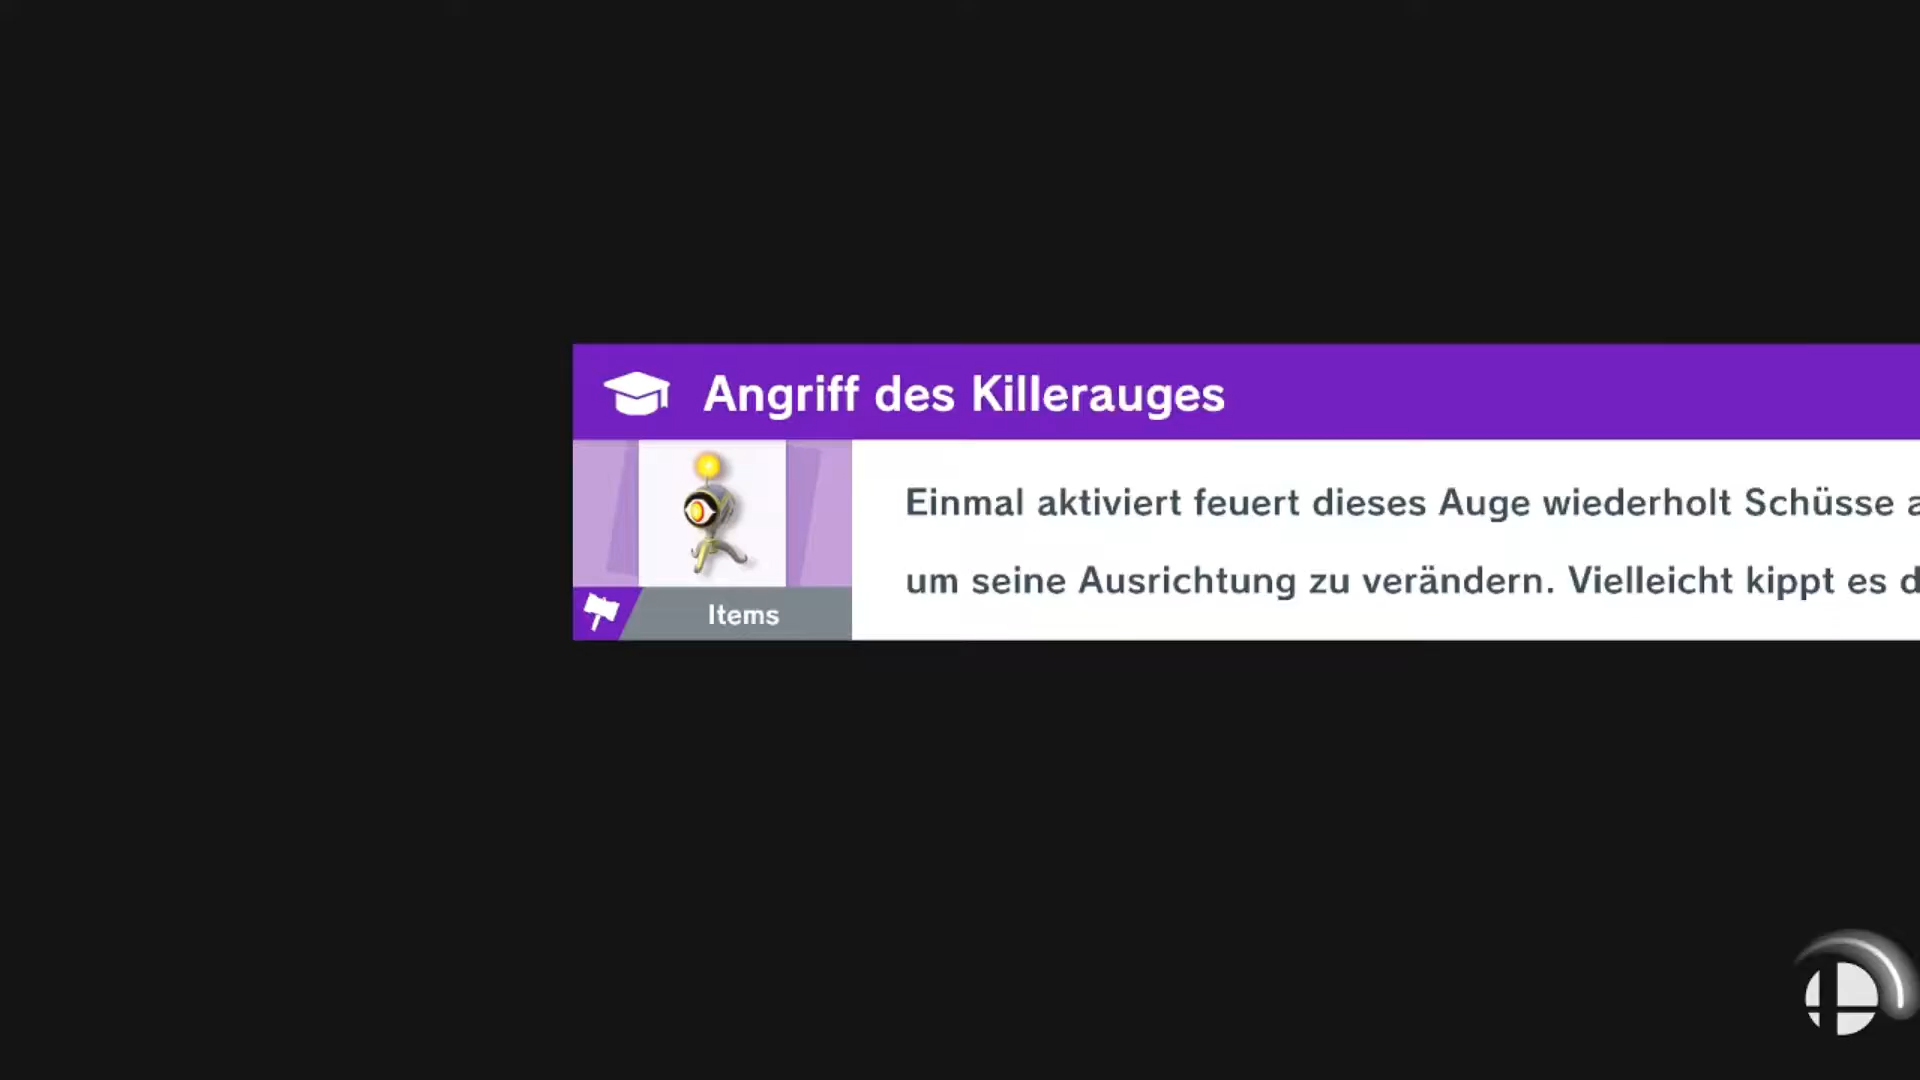 Angriff des Killerauges
Einmal aktiviert feuert dieses Auge wiederholt Schüsse
um seine Ausrichtung zu verändern. Vielleicht kippt es
Items